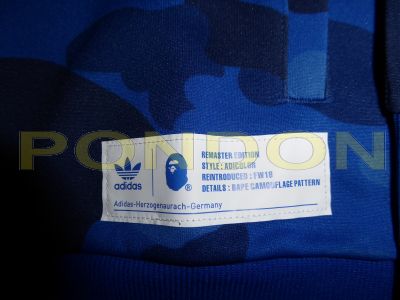 REMASTER EDITION
STYLE : ADICOLOR
REINTRODUCED : FW18
DETAILS : BAPE CAMOUFLAGE PATTERN
adidas
®
Adidas-Herzogenaurach-Germany
PONDON